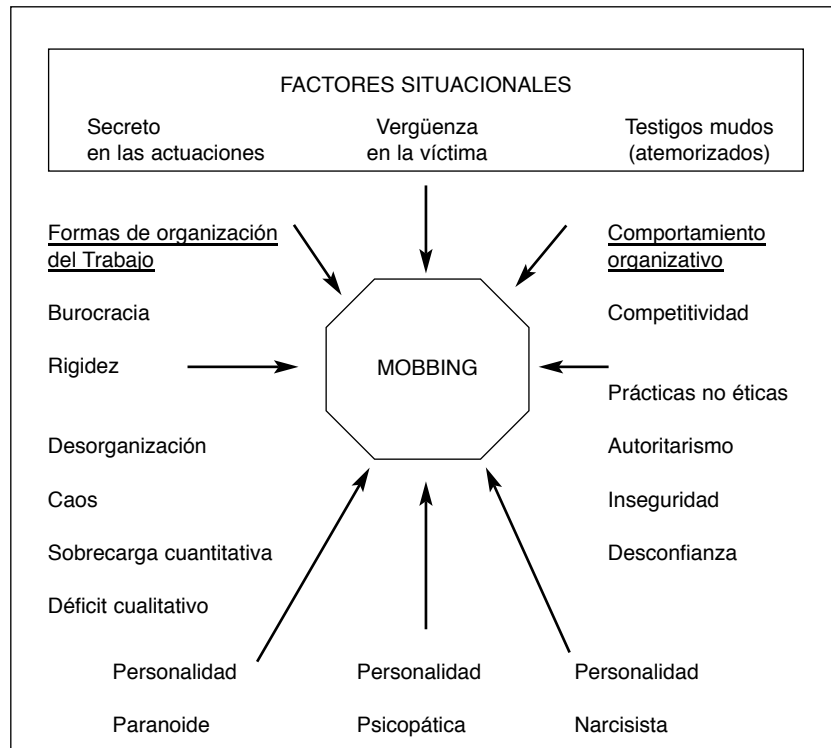 FACTORES SITUACIONALES
Secreto
en las actuaciones
Vergüenza
en la víctima
Testigos mudos
(atemorizados)
Formas de organización
del Trabajo
Burocracia
Rigidez
Desorganización
Caos
Sobrecarga cuantitativa
Déficit cualitativo
MOBBING
Comportamiento
organizativo
Competitividad
Prácticas no éticas
Autoritarismo
Inseguridad
Desconfianza
Personalidad
Paranoide
Personalidad
Psicopática
Personalidad
Narcisista